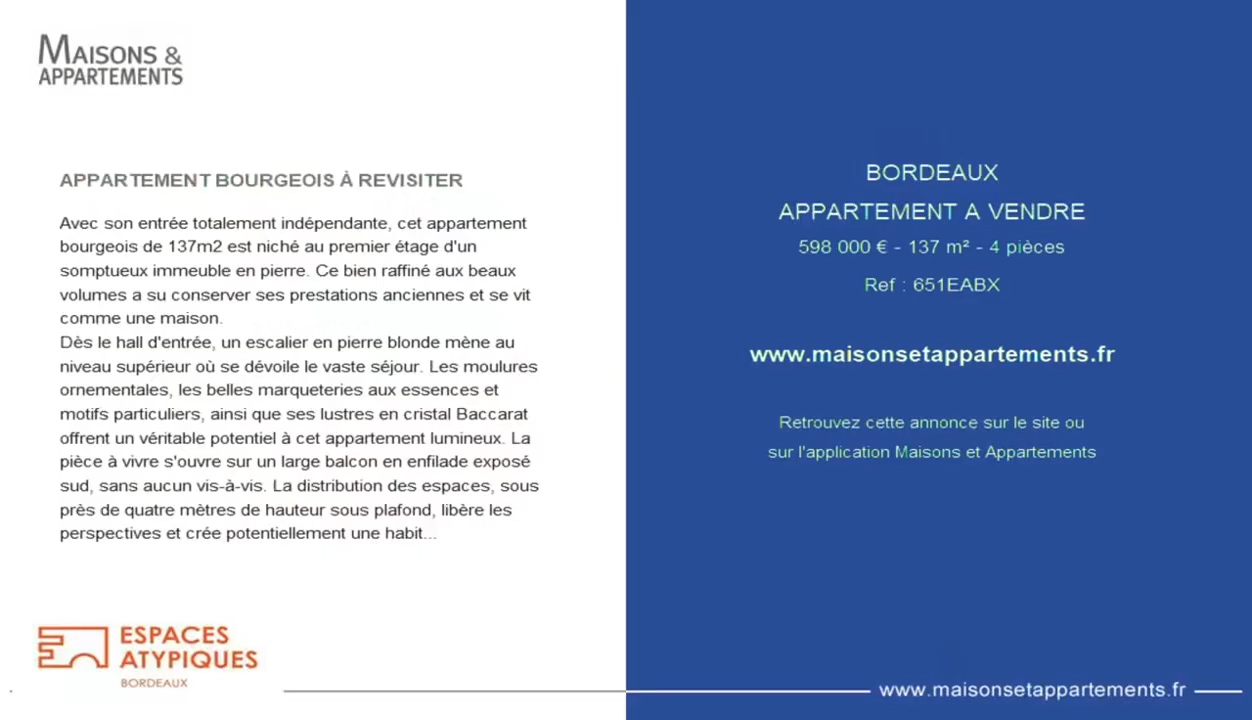 MAISONS &
APPARTEMENTS
APPARTEMENT BOURGEOIS À REVISITER
Avec son entrée totalement indépendante, cet appartement
bourgeois de 137m2 est niché au premier étage d'un
somptueux immeuble en pierre. Ce bien raffiné aux beaux
volumes a su conserver ses prestations anciennes et se vit
comme une maison.
Dès le hall d'entrée, un escalier en pierre blonde mène au
niveau supérieur où se dévoile le vaste séjour. Les moulures
ornementales, les belles marqueteries aux essences et
motifs particuliers, ainsi que ses lustres en cristal Baccarat
offrent un véritable potentiel à cet appartement lumineux. La
pièce à vivre s'ouvre sur un large balcon en enfilade exposé
sud, sans aucun vis-à-vis. La distribution des espaces, sous
près de quatre mètres de hauteur sous plafond, libère les
perspectives et crée potentiellement une habit...
ESPACES
ATYPIQUES
BORDEAUX
BORDEAUX
APPARTEMENT A VENDRE
598 000 € - 137 m² - 4 pièces
Ref : 651EABX
www.maisonsetappartements.fr
Retrouvez cette annonce sur le site ou
sur l'application Maisons et Appartements
www.maisonsetappartements.fr